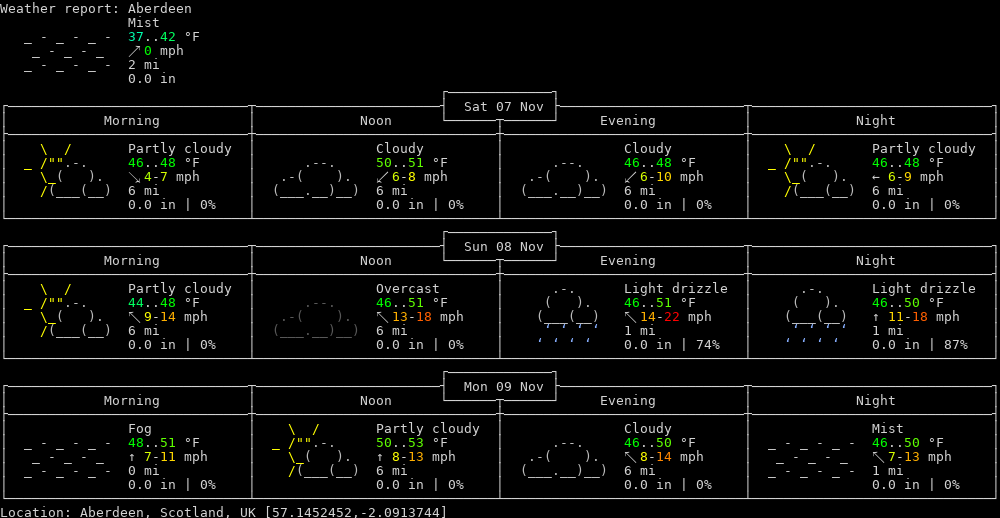 Weather report: Aberdeen
Mist
37..42 °F
↗ 0 mph
2 mi
0.0 in
Sat 07 Nov
Morning Noon Evening Night
Partly cloudy Cloudy Cloudy Partly cloudy
46..48 °F 50..51 °F 46..48 °F 46..48 °F
↘ 4-7 mph ↙ 6-8 mph ↙ 6-10 mph ← 6-9 mph
6 mi 6 mi 6 mi 6 mi
0.0 in | 0% 0.0 in | 0% 0.0 in | 0% 0.0 in | 0%
Sun 08 Nov
Morning Noon Evening Night
Partly cloudy Overcast Light drizzle Light drizzle
44..48 °F 46..51 °F 46..51 °F 46..50 °F
↖ 9-14 mph ↖ 13-18 mph ↖ 14-22 mph ↑ 11-18 mph
6 mi 6 mi 1 mi 1 mi
0.0 in | 0% 0.0 in | 0% 0.0 in | 74% 0.0 in | 87%
Mon 09 Nov
Morning Noon Evening Night
Fog Partly cloudy Cloudy Mist
48..51 °F 50..53 °F 46..50 °F 46..50 °F
↑ 7-11 mph ↑ 8-13 mph ↖ 8-14 mph ↖ 7-13 mph
0 mi 6 mi 6 mi 1 mi
0.0 in | 0% 0.0 in | 0% 0.0 in | 0% 0.0 in | 0%
Location: Aberdeen, Scotland, UK [57.1452452,-2.0913744]